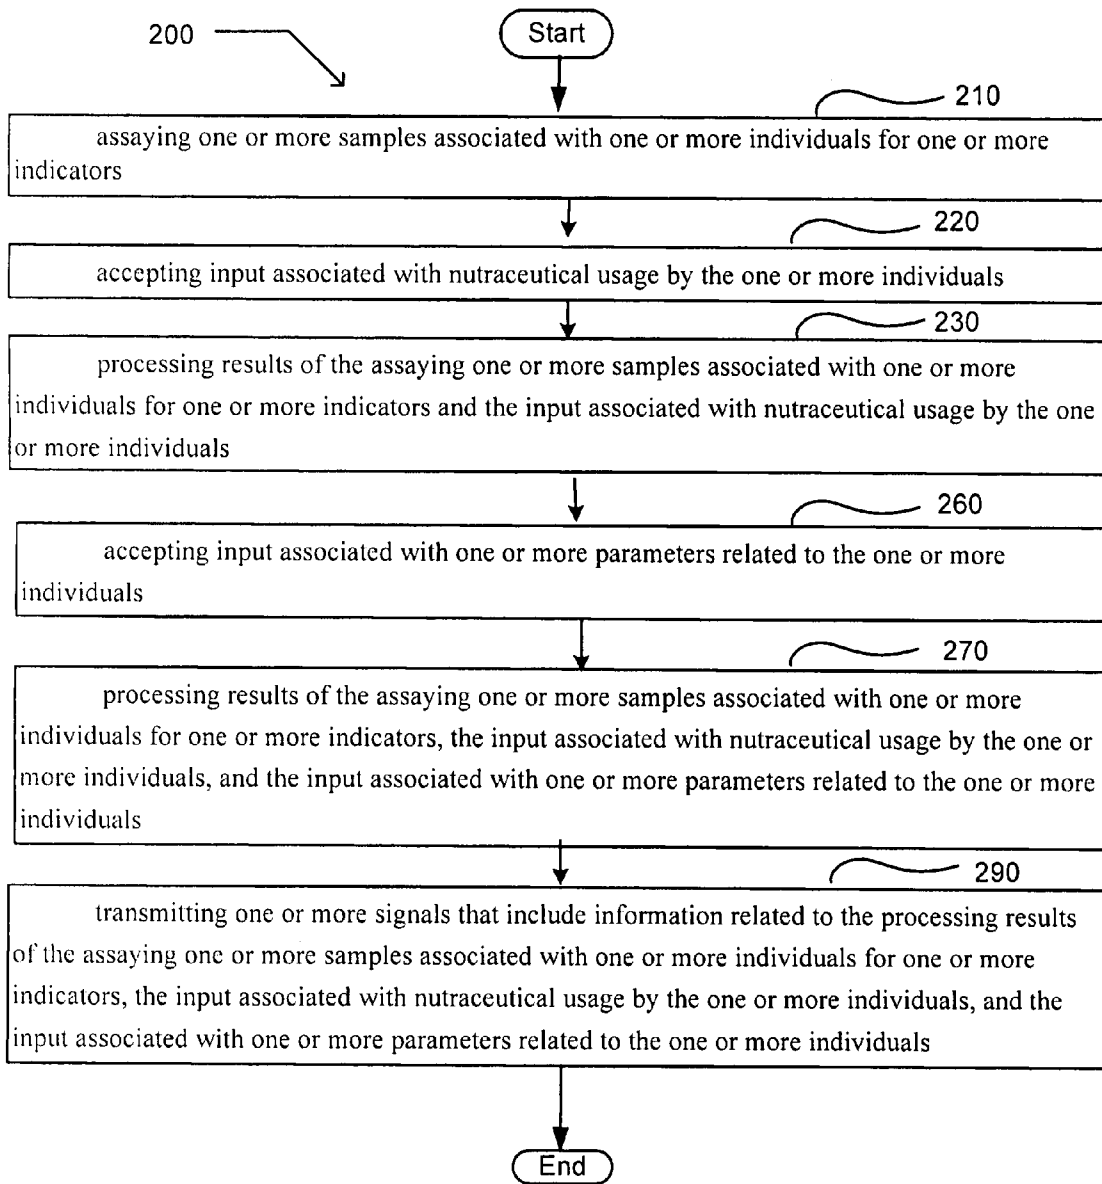 200
Start
210
assaying one or more samples associated with one or more individuals for one or more
indicators
220
accepting input associated with nutraceutical usage by the one or more individuals
230
processing results of the assaying one or more samples associated with one or more
individuals for one or more indicators and the input associated with nutraceutical usage by the one
or more individuals
260
accepting input associated with one or more parameters related to the one or more
individuals
270
processing results of the assaying one or more samples associated with one or more
individuals for one or more indicators, the input associated with nutraceutical usage by the one or
more individuals, and the input associated with one or more parameters related to the one or more
individuals
290
transmitting one or more signals that include information related to the processing results
of the assaying one or more samples associated with one or more individuals for one or more
indicators, the input associated with nutraceutical usage by the one or more individuals, and the
input associated with one or more parameters related to the one or more individuals
End